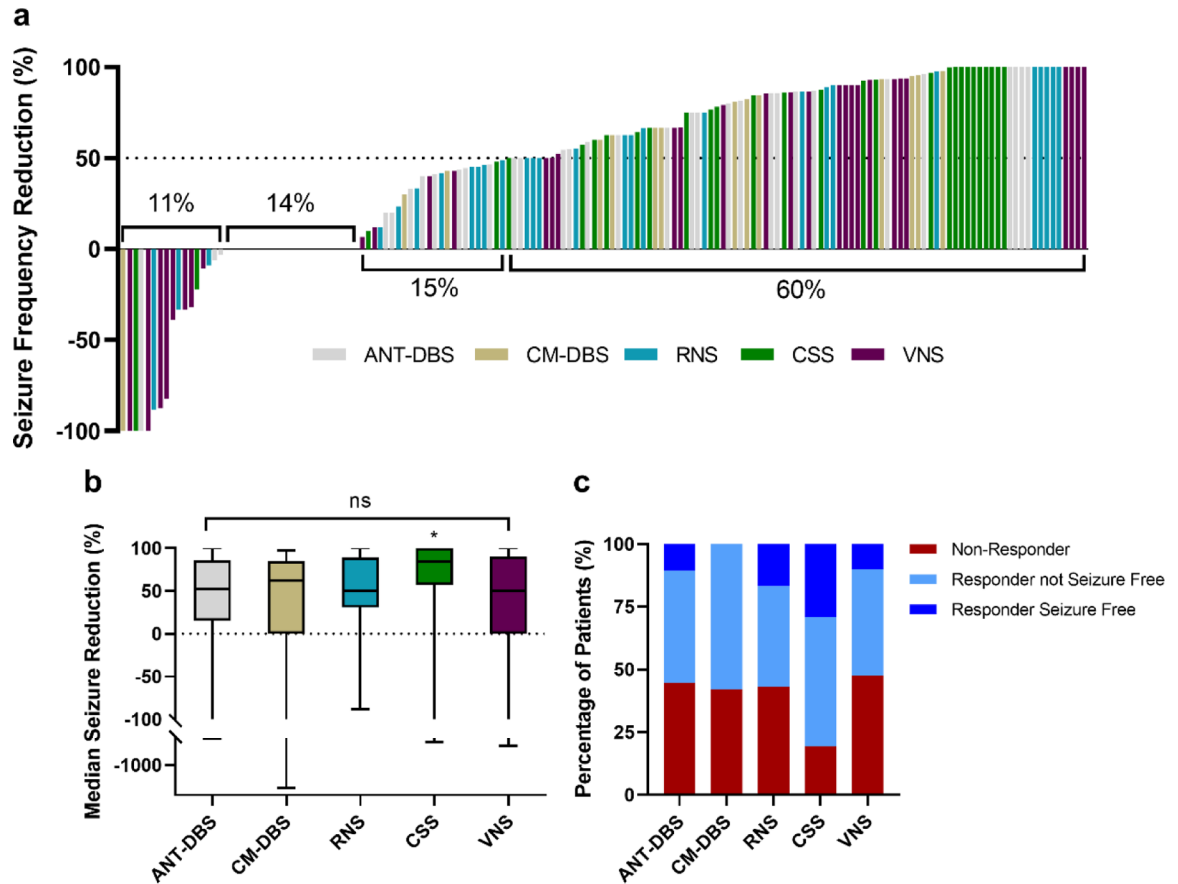 a
Seizure Frequency Reduction (%)
100
50
0
-50
-100
11%
14%
15%
60%
ANT-DBS
CM-DBS
RNS
CSS
VNS
b
Median Seizure Reduction (%)
ns
*
100
50
0
-50
-100
-1000
ANT-DBS
CM-DBS
RNS
CSS
VNS
c
Percentage of Patients (%)
100
75
50
25
0
ANT-DBS
CM-DBS
RNS
CSS
VNS
Non-Responder
Responder not Seizure Free
Responder Seizure Free